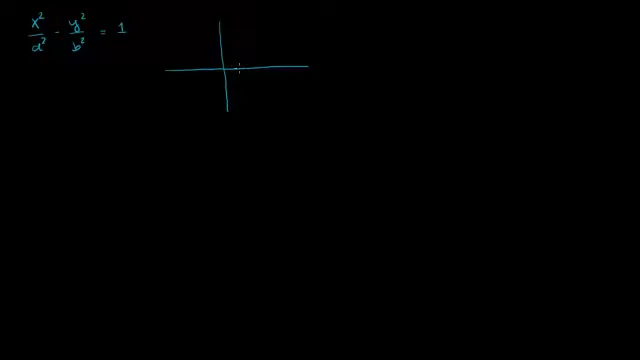 x²/a² - y²/b² = 1